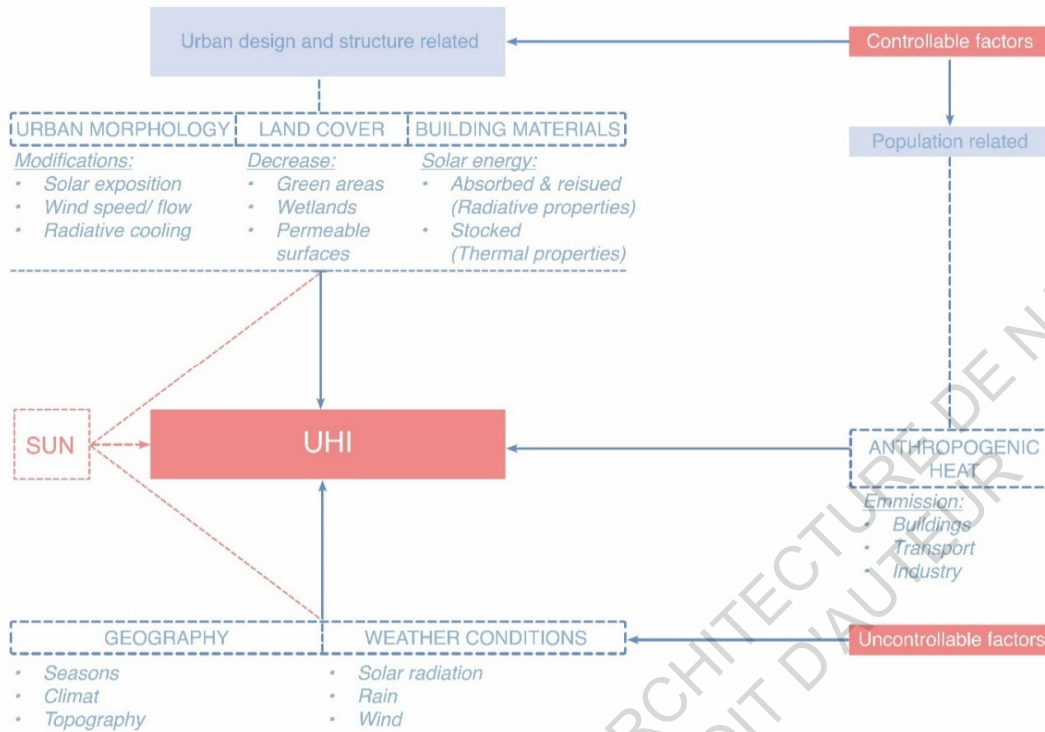 Urban design and structure related
Controllable factors
URBAN MORPHOLOGY
LAND COVER
BUILDING MATERIALS
Population related
Modifications:
• Solar exposition
• Wind speed/ flow
• Radiative cooling
Decrease:
• Green areas
• Wetlands
• Permeable
surfaces
Solar energy:
• Absorbed & reisued
(Radiative properties)
• Stocked
(Thermal properties)
SUN
UHI
ANTHROPOGENIC
HEAT
Emmission:
• Buildings
• Transport
• Industry
GEOGRAPHY
WEATHER CONDITIONS
Uncontrollable factors
• Seasons
• Climat
• Topography
• Solar radiation
• Rain
• Wind
ARCHITECTURE DE
D'AUTEUR